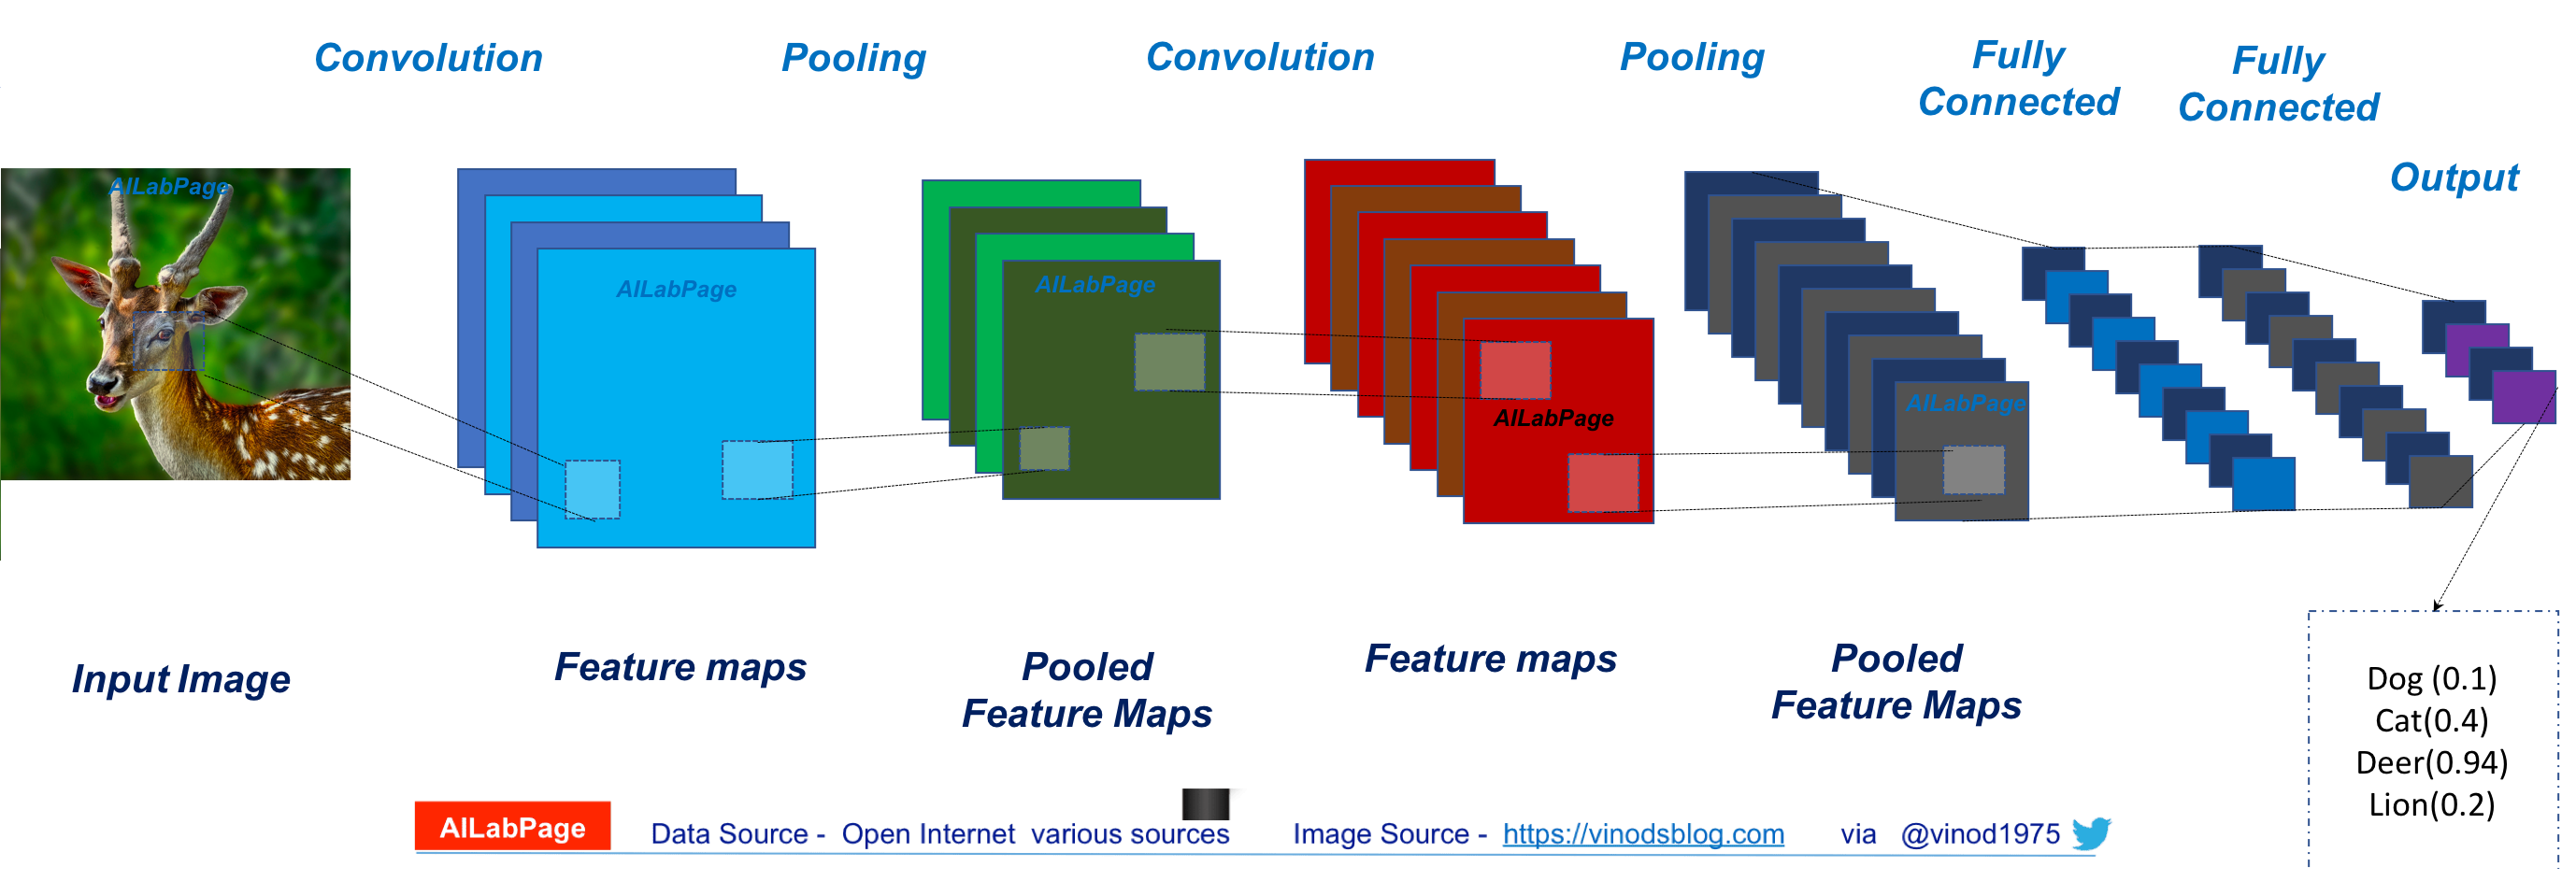 Convolution
Pooling
Convolution
Pooling
Fully
Connected
Fully
Connected
Output
AILabPage
AILabPage
AILabPage
AILabPage
AILabPage
Input Image
Feature maps
Pooled
Feature Maps
Feature maps
Pooled
Feature Maps
Dog (0.1)
Cat(0.4)
Deer(0.94)
Lion(0.2)
AILabPage
Data Source - Open Internet various sources
Image Source - https://vinodsblog.com
via @vinod1975